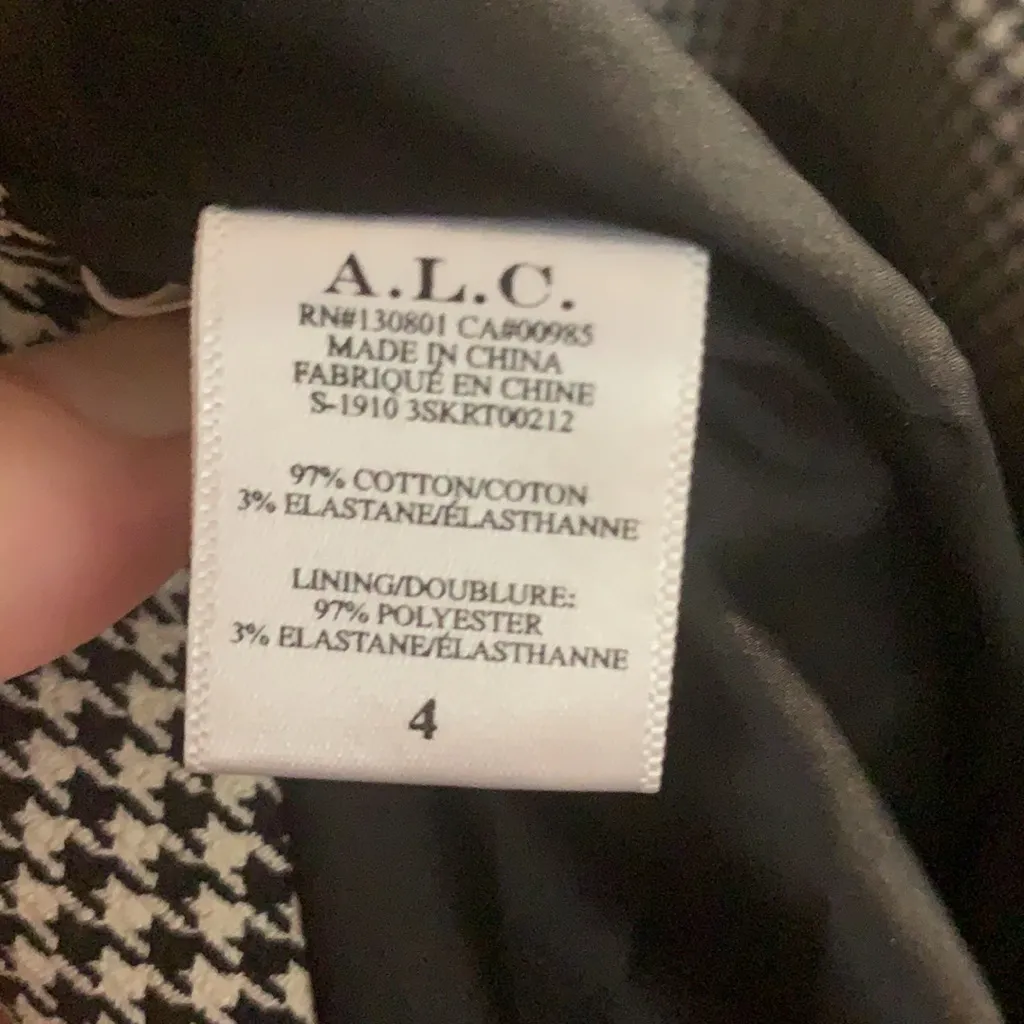 A.L.C.
RN#130801 CA#00985
MADE IN CHINA
FABRIQUÉ EN CHINE
S-1910 3SKRT00212
97% COTTON/COTON
3% ELASTANE/ÉLASTHANNE
LINING/DOUBLURE:
97% POLYESTER
3% ELASTANE/ÉLASTHANNE
4